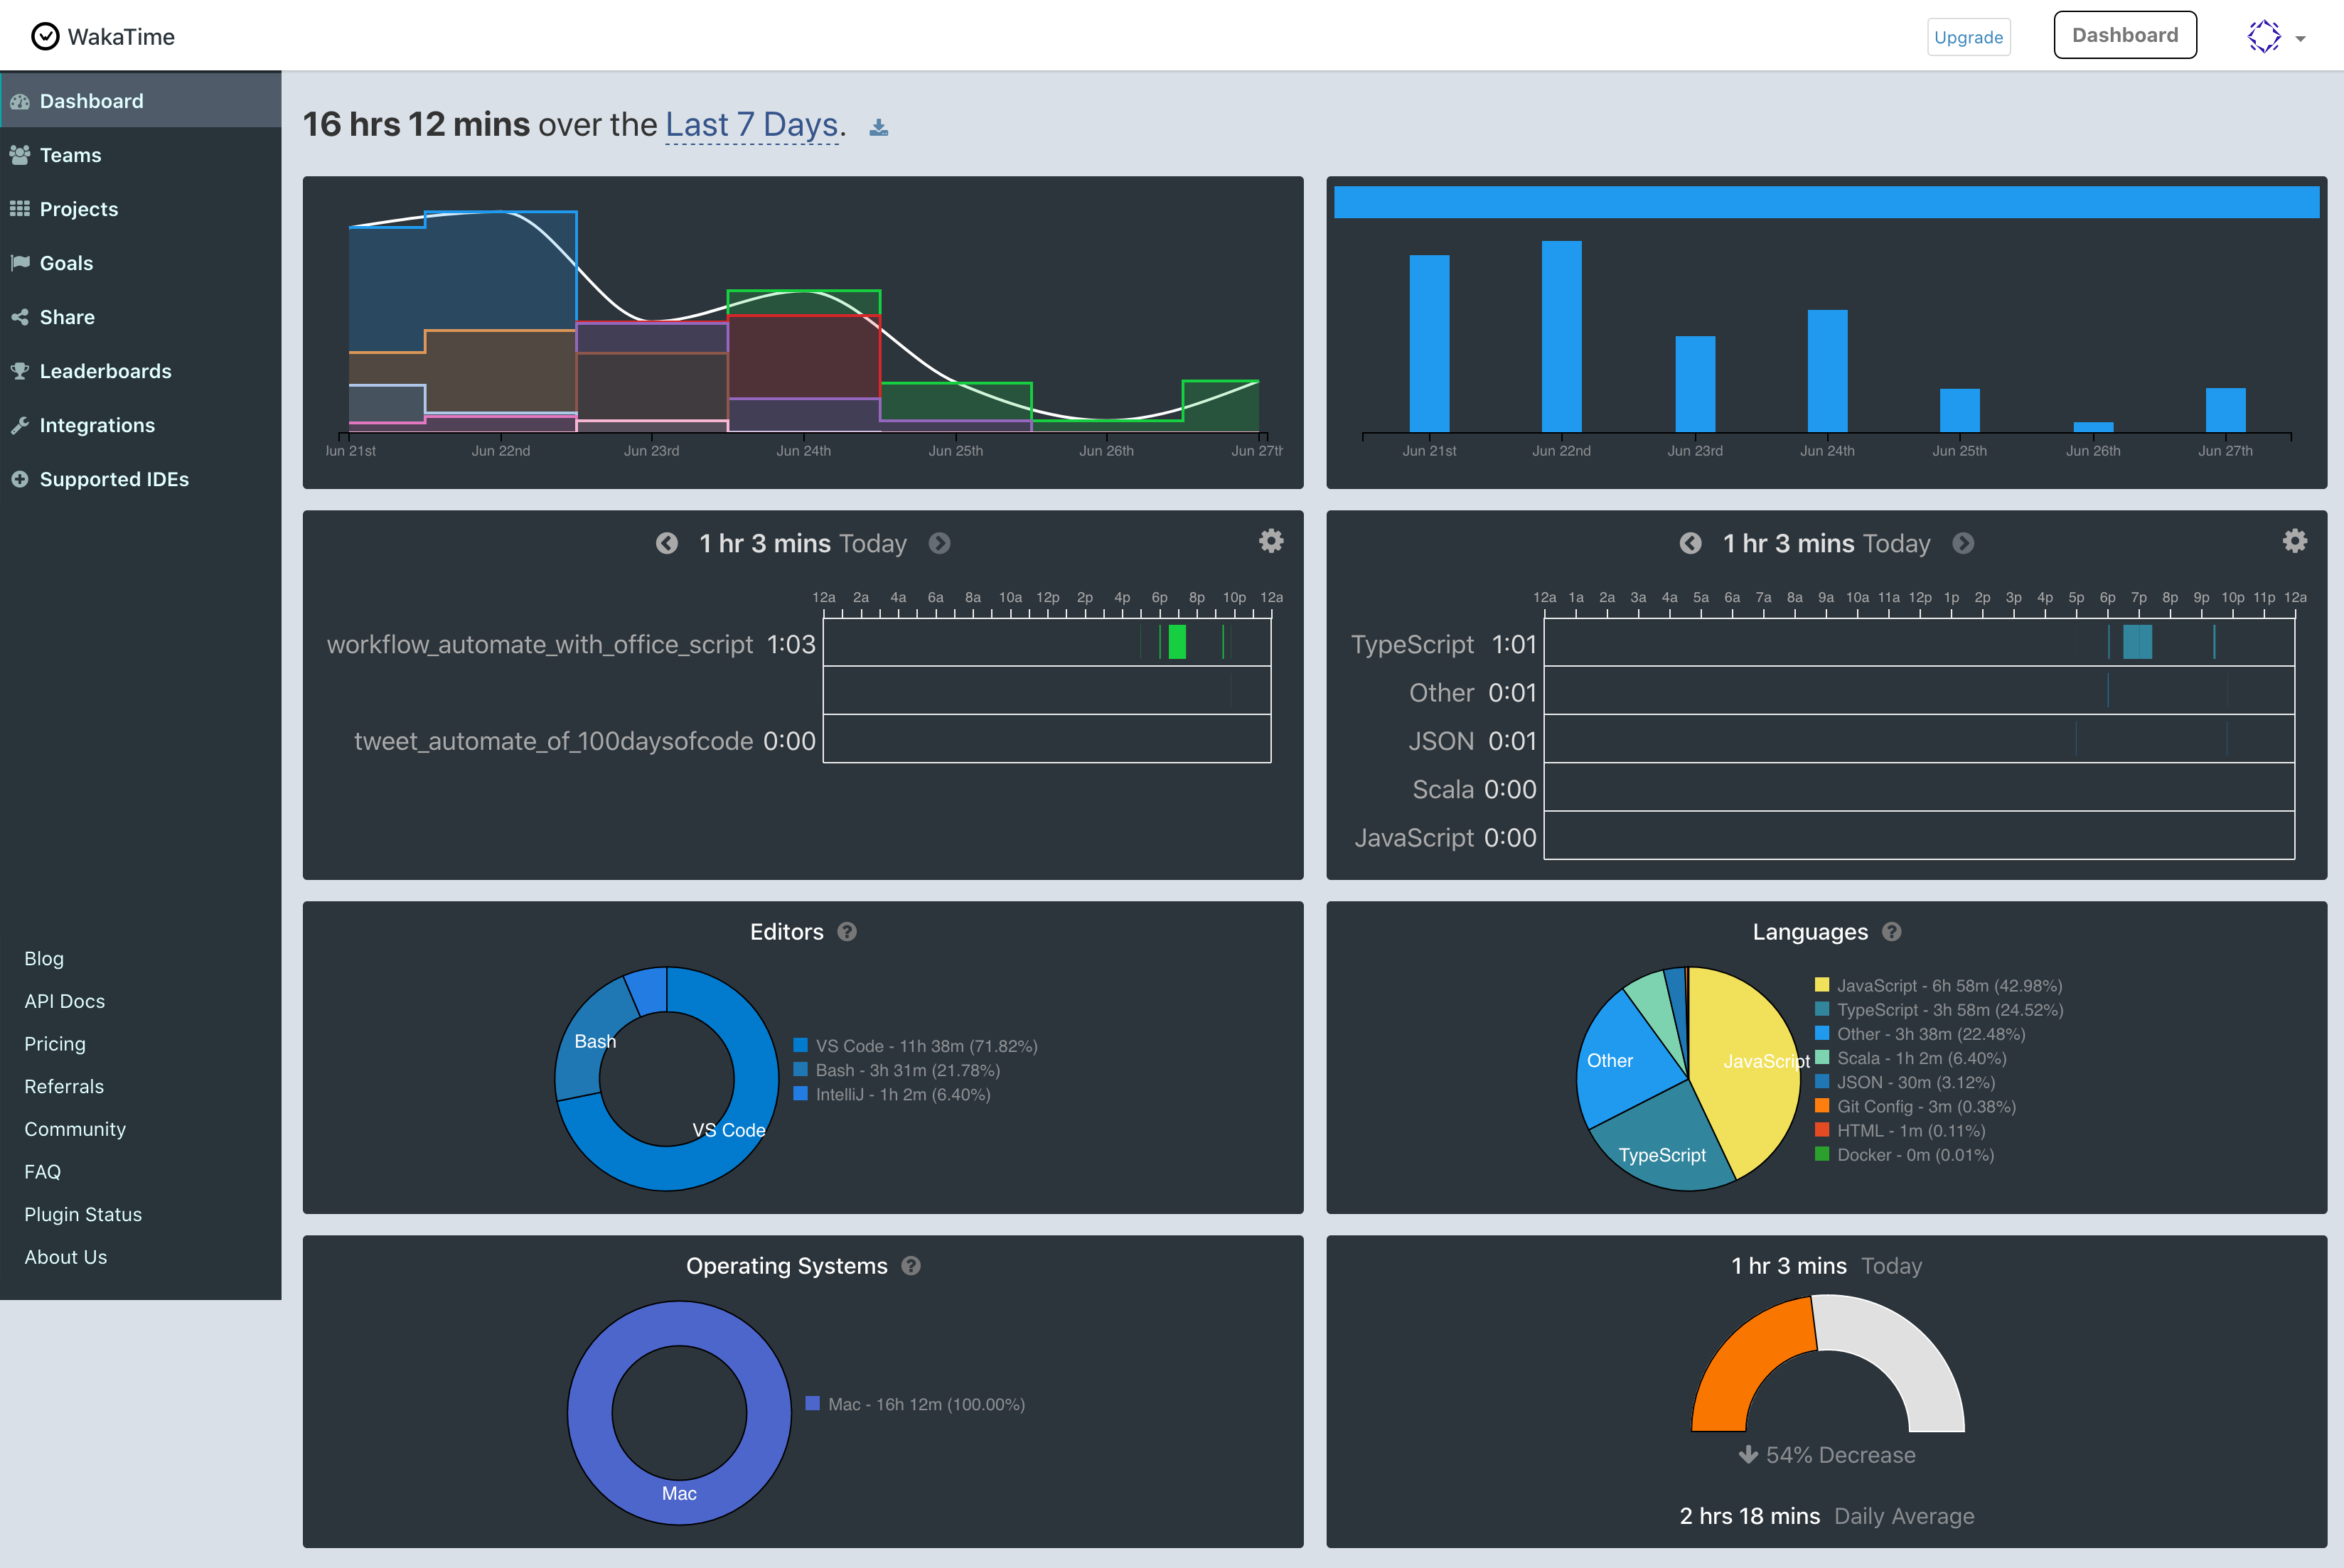 WakaTime
Upgrade
Dashboard
Dashboard
Teams
Projects
Goals
Share
Leaderboards
Integrations
Supported IDEs
Blog
API Docs
Pricing
Referrals
Community
FAQ
Plugin Status
About Us
16 hrs 12 mins over the Last 7 Days.
Jun 21st Jun 22nd Jun 23rd Jun 24th Jun 25th Jun 26th Jun 27th
Jun 21st Jun 22nd Jun 23rd Jun 24th Jun 25th Jun 26th Jun 27th
1 hr 3 mins Today
12a 2a 4a 6a 8a 10a 12p 2p 4p 6p 8p 10p 12a
workflow_automate_with_office_script 1:03
tweet_automate_of_100daysofcode 0:00
1 hr 3 mins Today
12a 1a 2a 3a 4a 5a 6a 7a 8a 9a 10a 11a 12p 1p 2p 3p 4p 5p 6p 7p 8p 9p 10p 11p 12a
TypeScript 1:01
Other 0:01
JSON 0:01
Scala 0:00
JavaScript 0:00
Editors ?
Bash
VS Code
VS Code - 11h 38m (71.82%)
Bash - 3h 31m (21.78%)
IntelliJ - 1h 2m (6.40%)
Languages ?
Other
JavaScript
TypeScript
JavaScript - 6h 58m (42.98%)
TypeScript - 3h 58m (24.52%)
Other - 3h 38m (22.48%)
Scala - 1h 2m (6.40%)
JSON - 30m (3.12%)
Git Config - 3m (0.38%)
HTML - 1m (0.11%)
Docker - 0m (0.01%)
Operating Systems ?
Mac
Mac - 16h 12m (100.00%)
1 hr 3 mins Today
54% Decrease
2 hrs 18 mins Daily Average